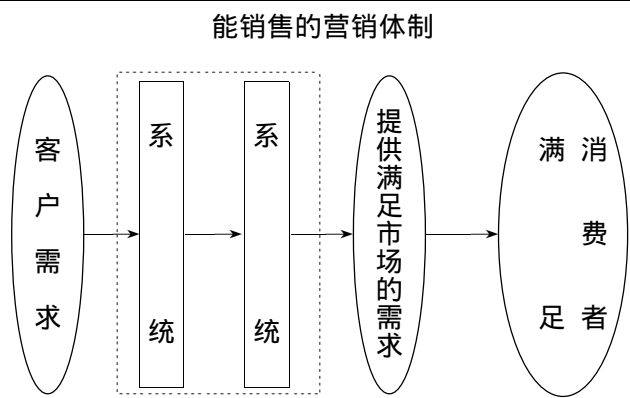 能销售的营销体制
客户需求
系统
系统
提供满足市场的需求
消费者
满足